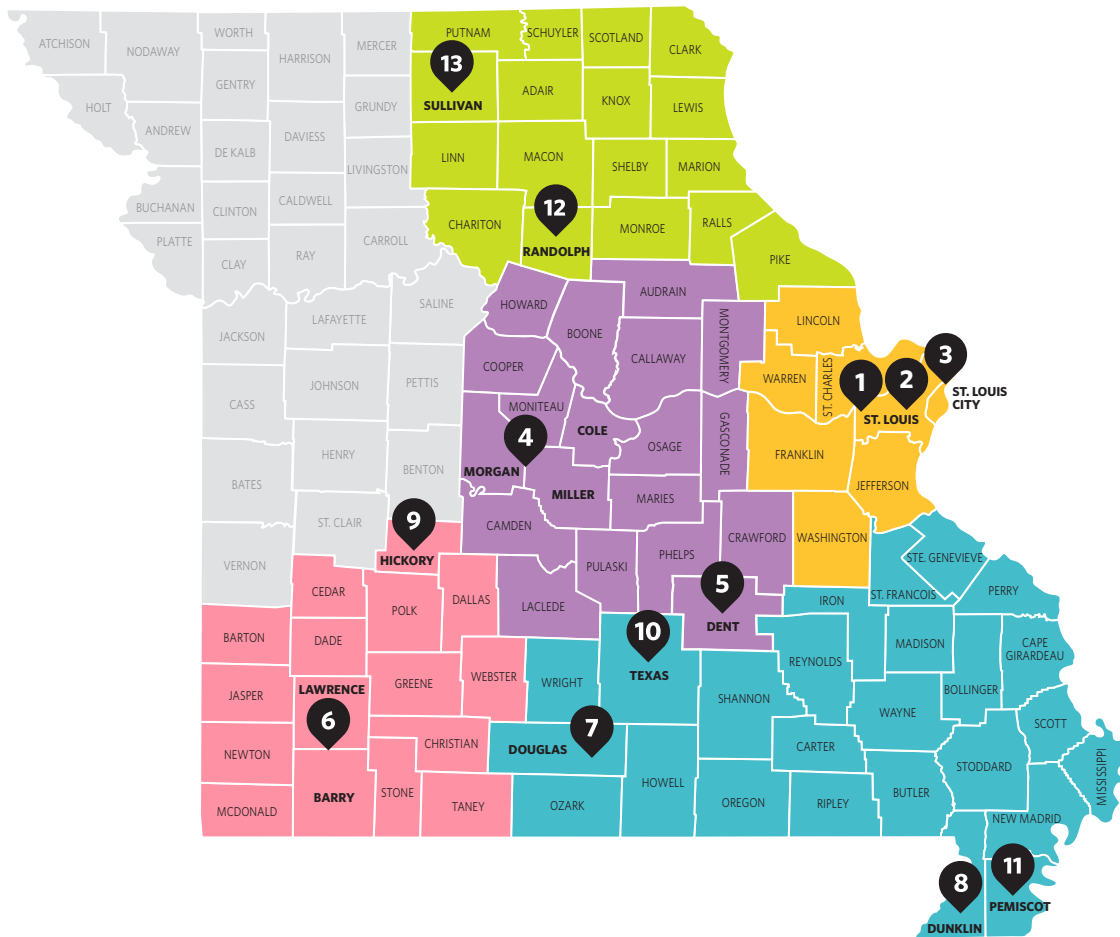 PUTNAM
SCHUYLER
SCOTLAND
CLARK
ATCHISON
NODAWAY
WORTH
HARRISON
MERCER
13
SULLIVAN
ADAIR
KNOX
LEWIS
HOLT
GENTRY
GRUNDY
ANDREW
DE KALB
DAVIESS
LIVINGSTON
LINN
MACON
SHELBY
MARION
BUCHANAN
CLINTON
CALDWELL
12
RANDOLPH
CHARITON
MONROE
RALLS
PLATTE
CLAY
RAY
CARROLL
PIKE
SALINE
HOWARD
AUDRAIN
LAFAYETTE
JACKSON
BOONE
MONTGOMERY
LINCOLN
COOPER
CALLAWAY
WARREN
ST. CHARLES
1
2
3
ST. LOUIS
CITY
ST. LOUIS
JOHNSON
PETTIS
CASS
MONITEAU
4
COLE
OSAGE
GASCONADE
FRANKLIN
HENRY
BENTON
MORGAN
MILLER
MARIES
JEFFERSON
BATES
ST. CLAIR
9
HICKORY
CAMDEN
PHELPS
CRAWFORD
WASHINGTON
STE. GENEVIEVE
VERNON
PULASKI
5
DENT
IRON
ST. FRANCOIS
PERRY
CEDAR
POLK
DALLAS
LACLEDE
BARTON
DADE
10
TEXAS
REYNOLDS
MADISON
CAPE
GIRARDEAU
JASPER
LAWRENCE
6
GREENE
WEBSTER
WRIGHT
SHANNON
BOLLINGER
WAYNE
SCOTT
NEWTON
CHRISTIAN
DOUGLAS
7
CARTER
STODDARD
MISSISSIPPI
MCDONALD
BARRY
STONE
TANEY
OZARK
HOWELL
OREGON
RIPLEY
BUTLER
NEW MADRID
8
DUNKLIN
11
PEMISCOT